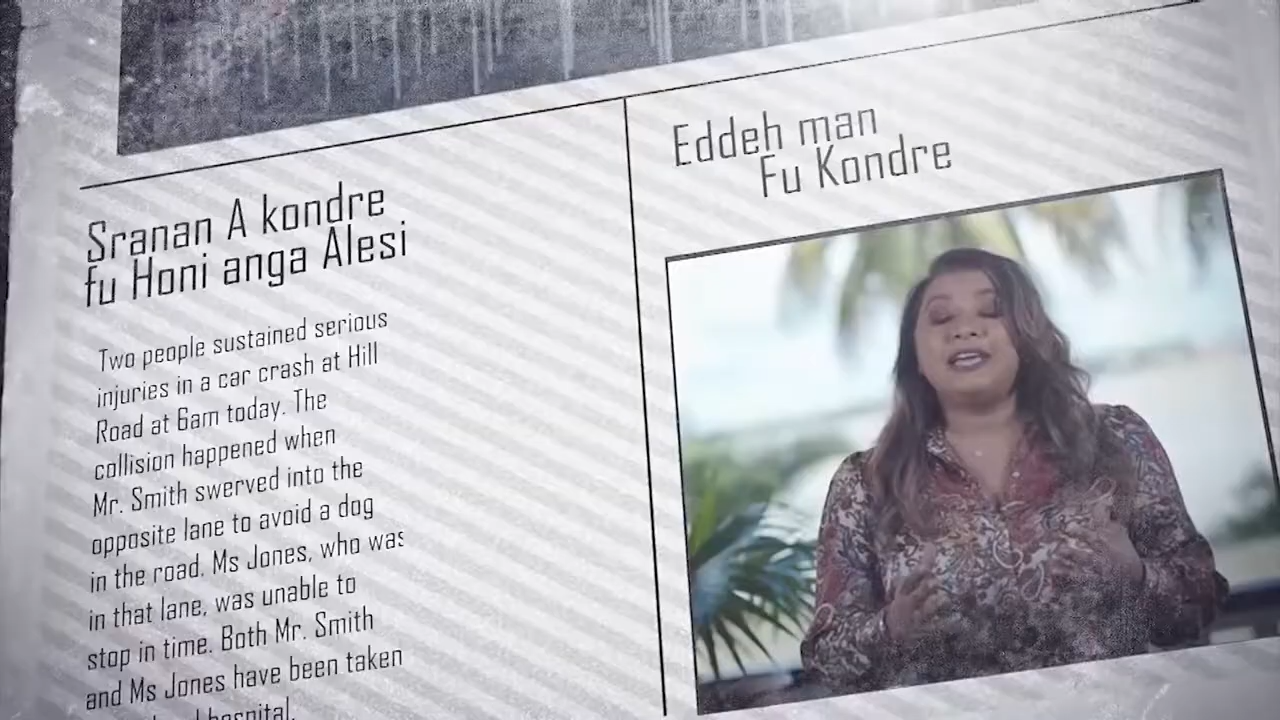 Sranan A kondre
fu Honi anga Alesi
Two people sustained serious
injuries in a car crash at Hill
Road at 6am today. The
collision happened when
Mr. Smith swerved into the
opposite lane to avoid a dog
in the road. Ms Jones, who was
in that lane, was unable to
stop in time. Both Mr. Smith
and Ms Jones have been taken
hospital.
Eddeh man
Fu Kondre